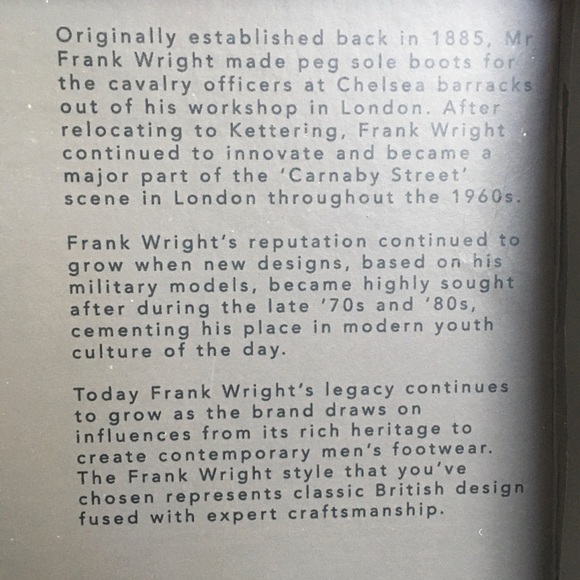 Originally established back in 1885, Mr
Frank Wright made peg sole boots for
the cavalry officers at Chelsea barracks
out of his workshop in London. After
relocating to Kettering, Frank Wright
continued to innovate and became a
major part of the ‘Carnaby Street’
scene in London throughout the 1960s.
Frank Wright’s reputation continued to
grow when new designs, based on his
military models, became highly sought
after during the late ’70s and ‘80s,
cementing his place in modern youth
culture of the day.
Today Frank Wright’s legacy continues
to grow as the brand draws on
influences from its rich heritage to
create contemporary men’s footwear.
The Frank Wright style that you’ve
chosen represents classic British design
fused with expert craftsmanship.